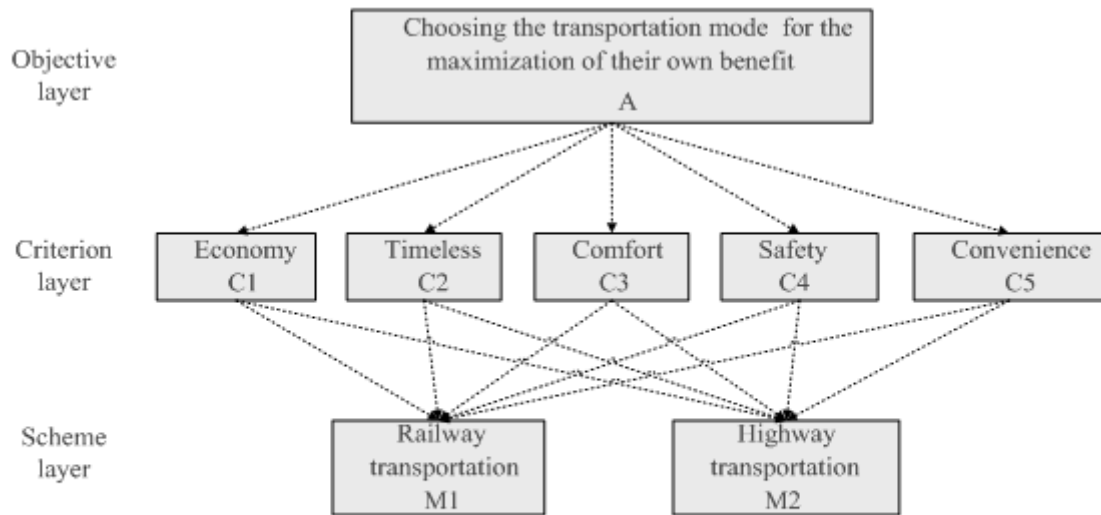 Objective
layer
Choosing the transportation mode for the
maximization of their own benefit
A
Criterion
layer
Economy
C1
Timeless
C2
Comfort
C3
Safety
C4
Convenience
C5
Scheme
layer
Railway
transportation
M1
Highway
transportation
M2